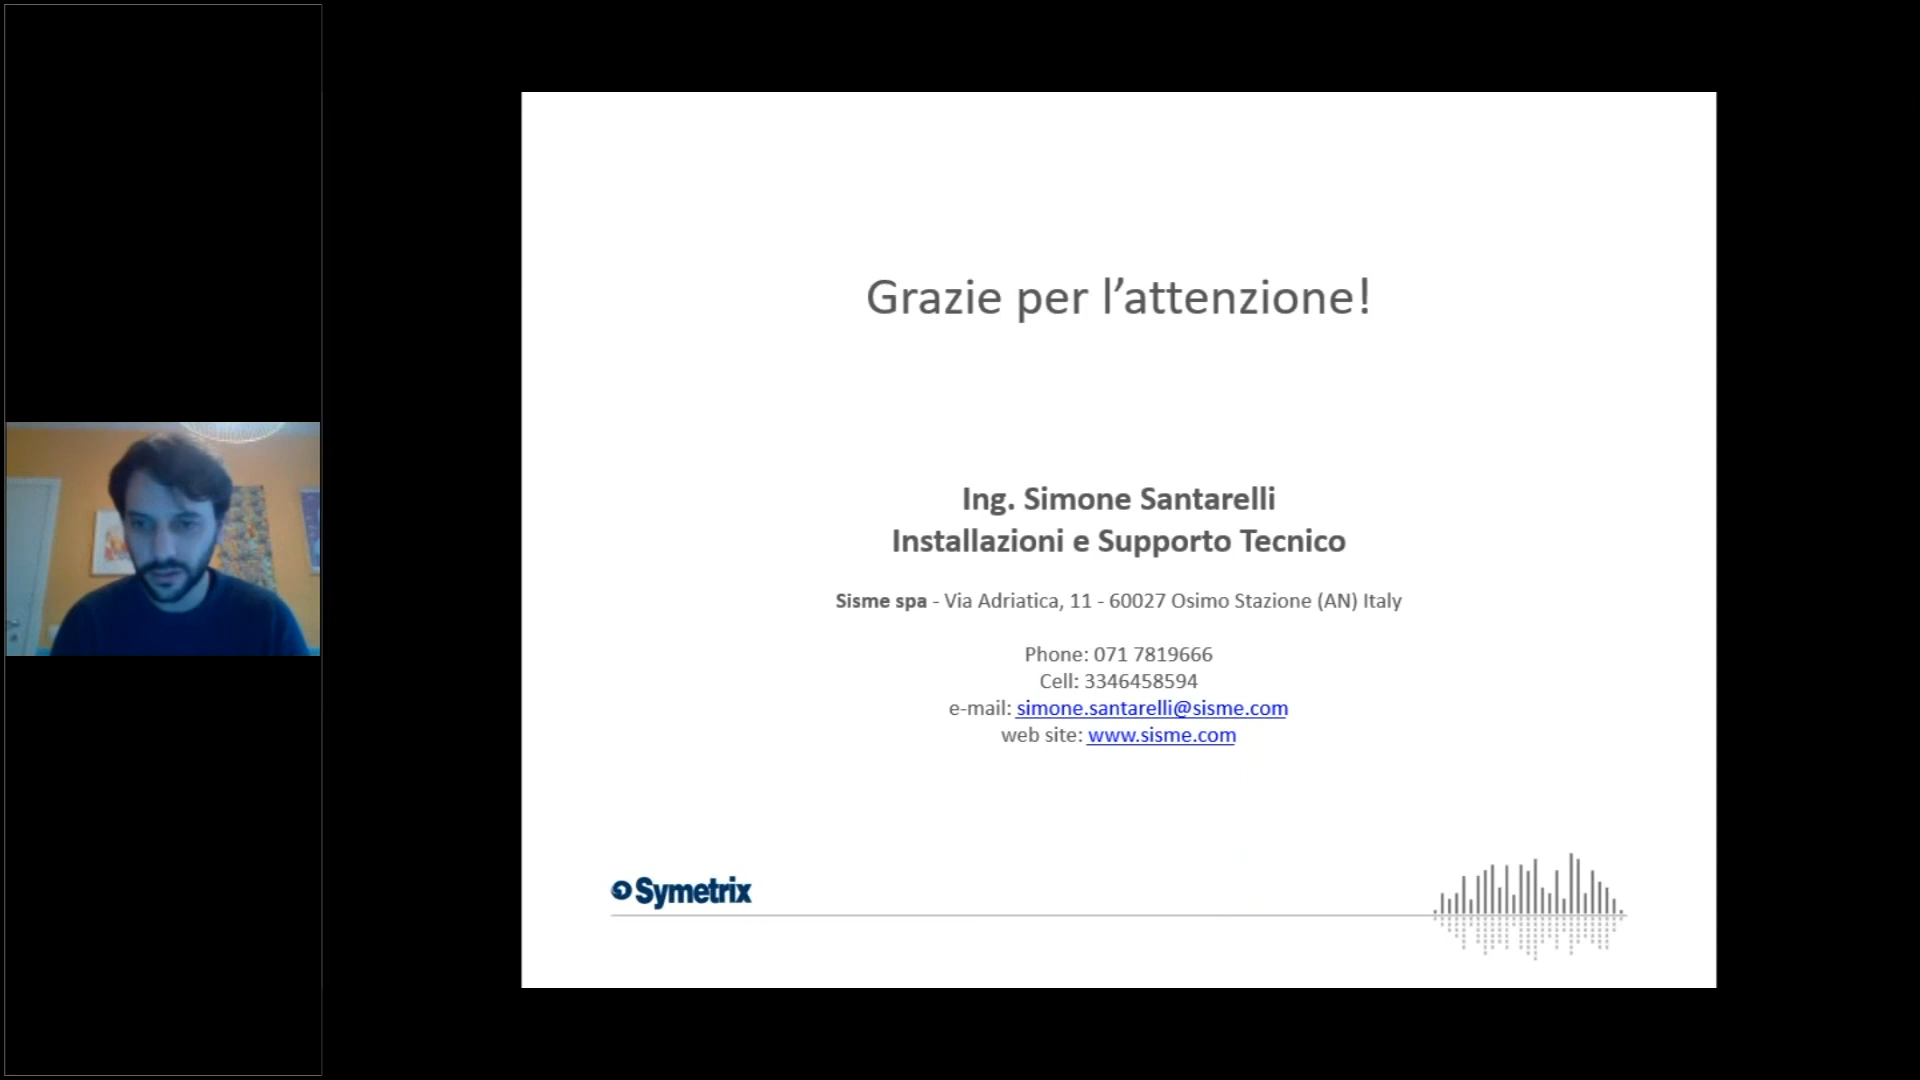 Grazie per l’attenzione!
Ing. Simone Santarelli
Installazioni e Supporto Tecnico
Sisme spa - Via Adriatica, 11 - 60027 Osimo Stazione (AN) Italy
Phone: 071 7819666
Cell: 3346458594
e-mail: simone.santarelli@sisme.com
web site: www.sisme.com
Symetrix